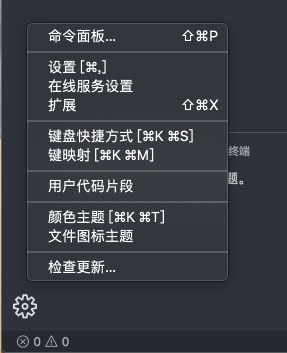 命令面板... ⇧⌘P
设置 [⌘,]
在线服务设置
扩展 ⇧⌘X
键盘快捷方式 [⌘K ⌘S]
键映射 [⌘K ⌘M]
终端
题。
用户代码片段
颜色主题 [⌘K ⌘T]
文件图标主题
检查更新...
0 0